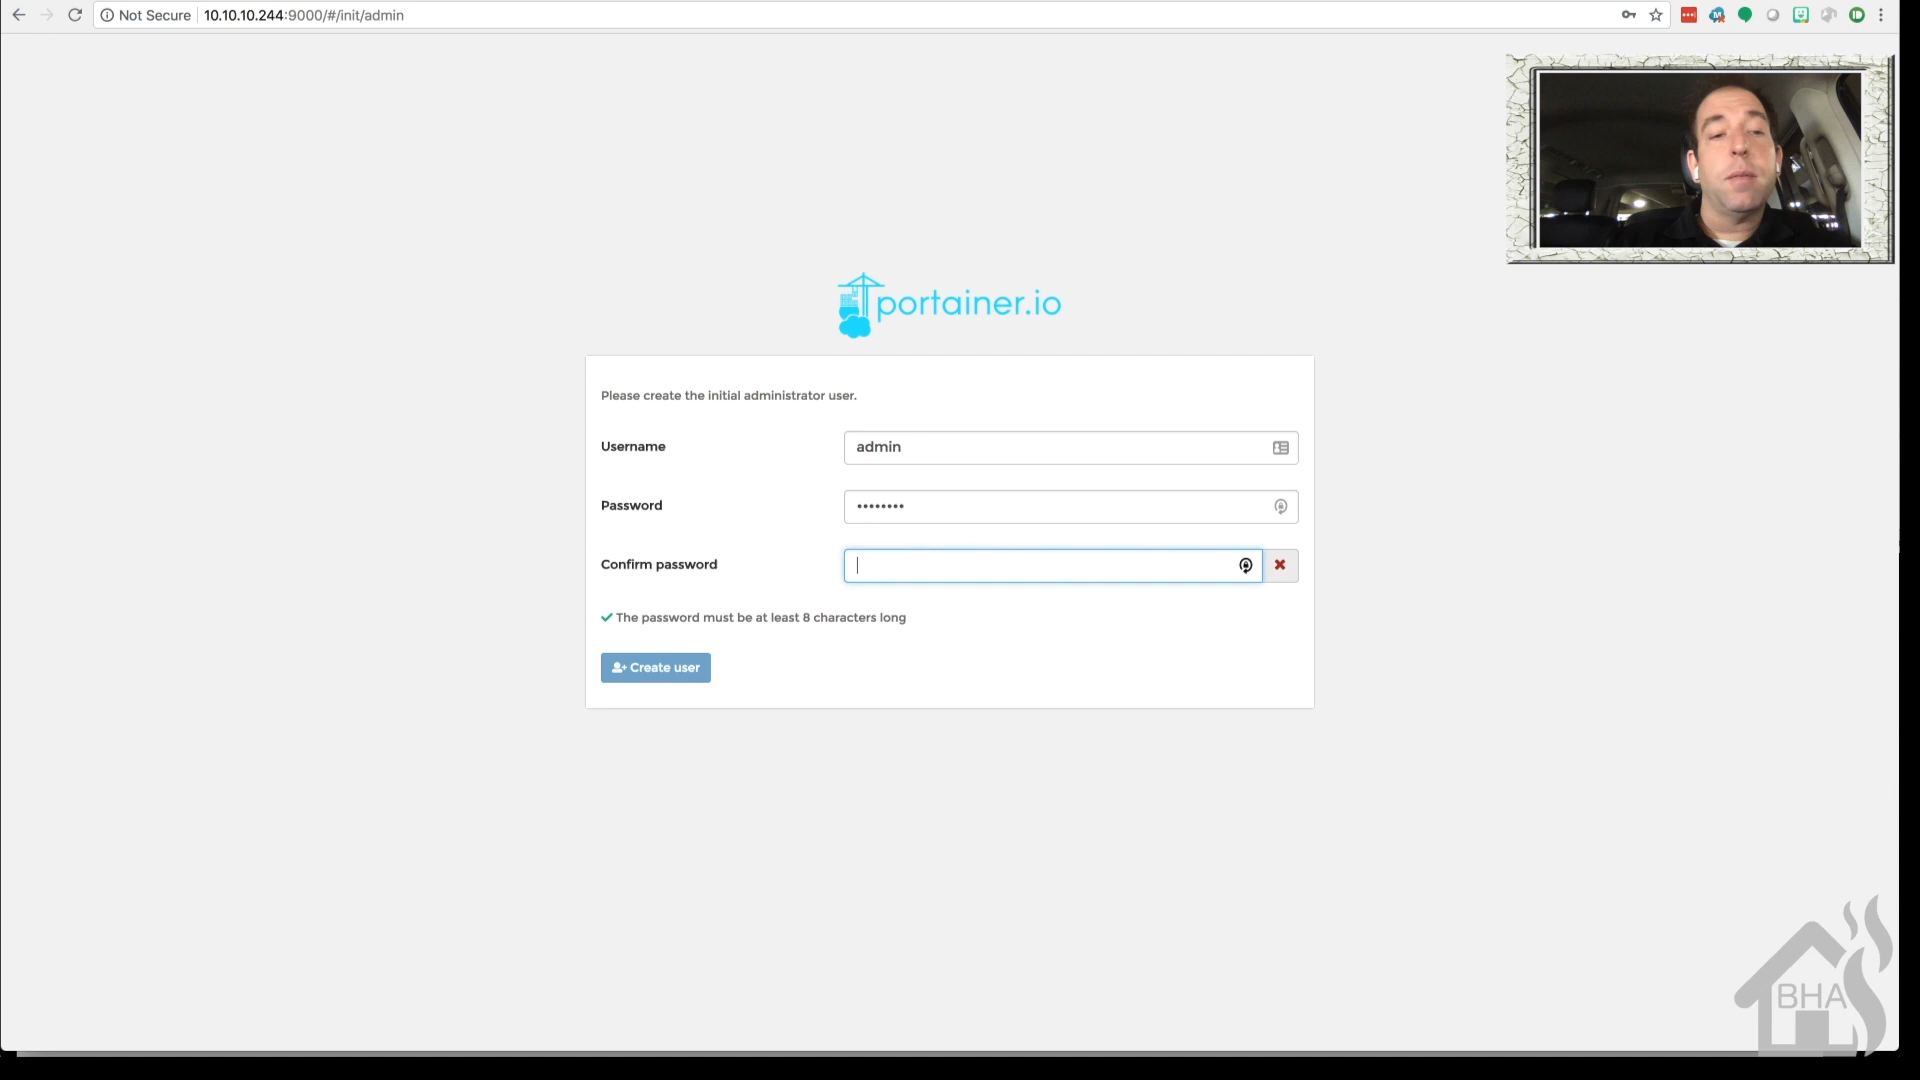 Not Secure 10.10.10.244:9000/#/init/admin
portainer.io
Please create the initial administrator user.
Username admin
Password ••••••••
Confirm password
The password must be at least 8 characters long
Create user
BHA